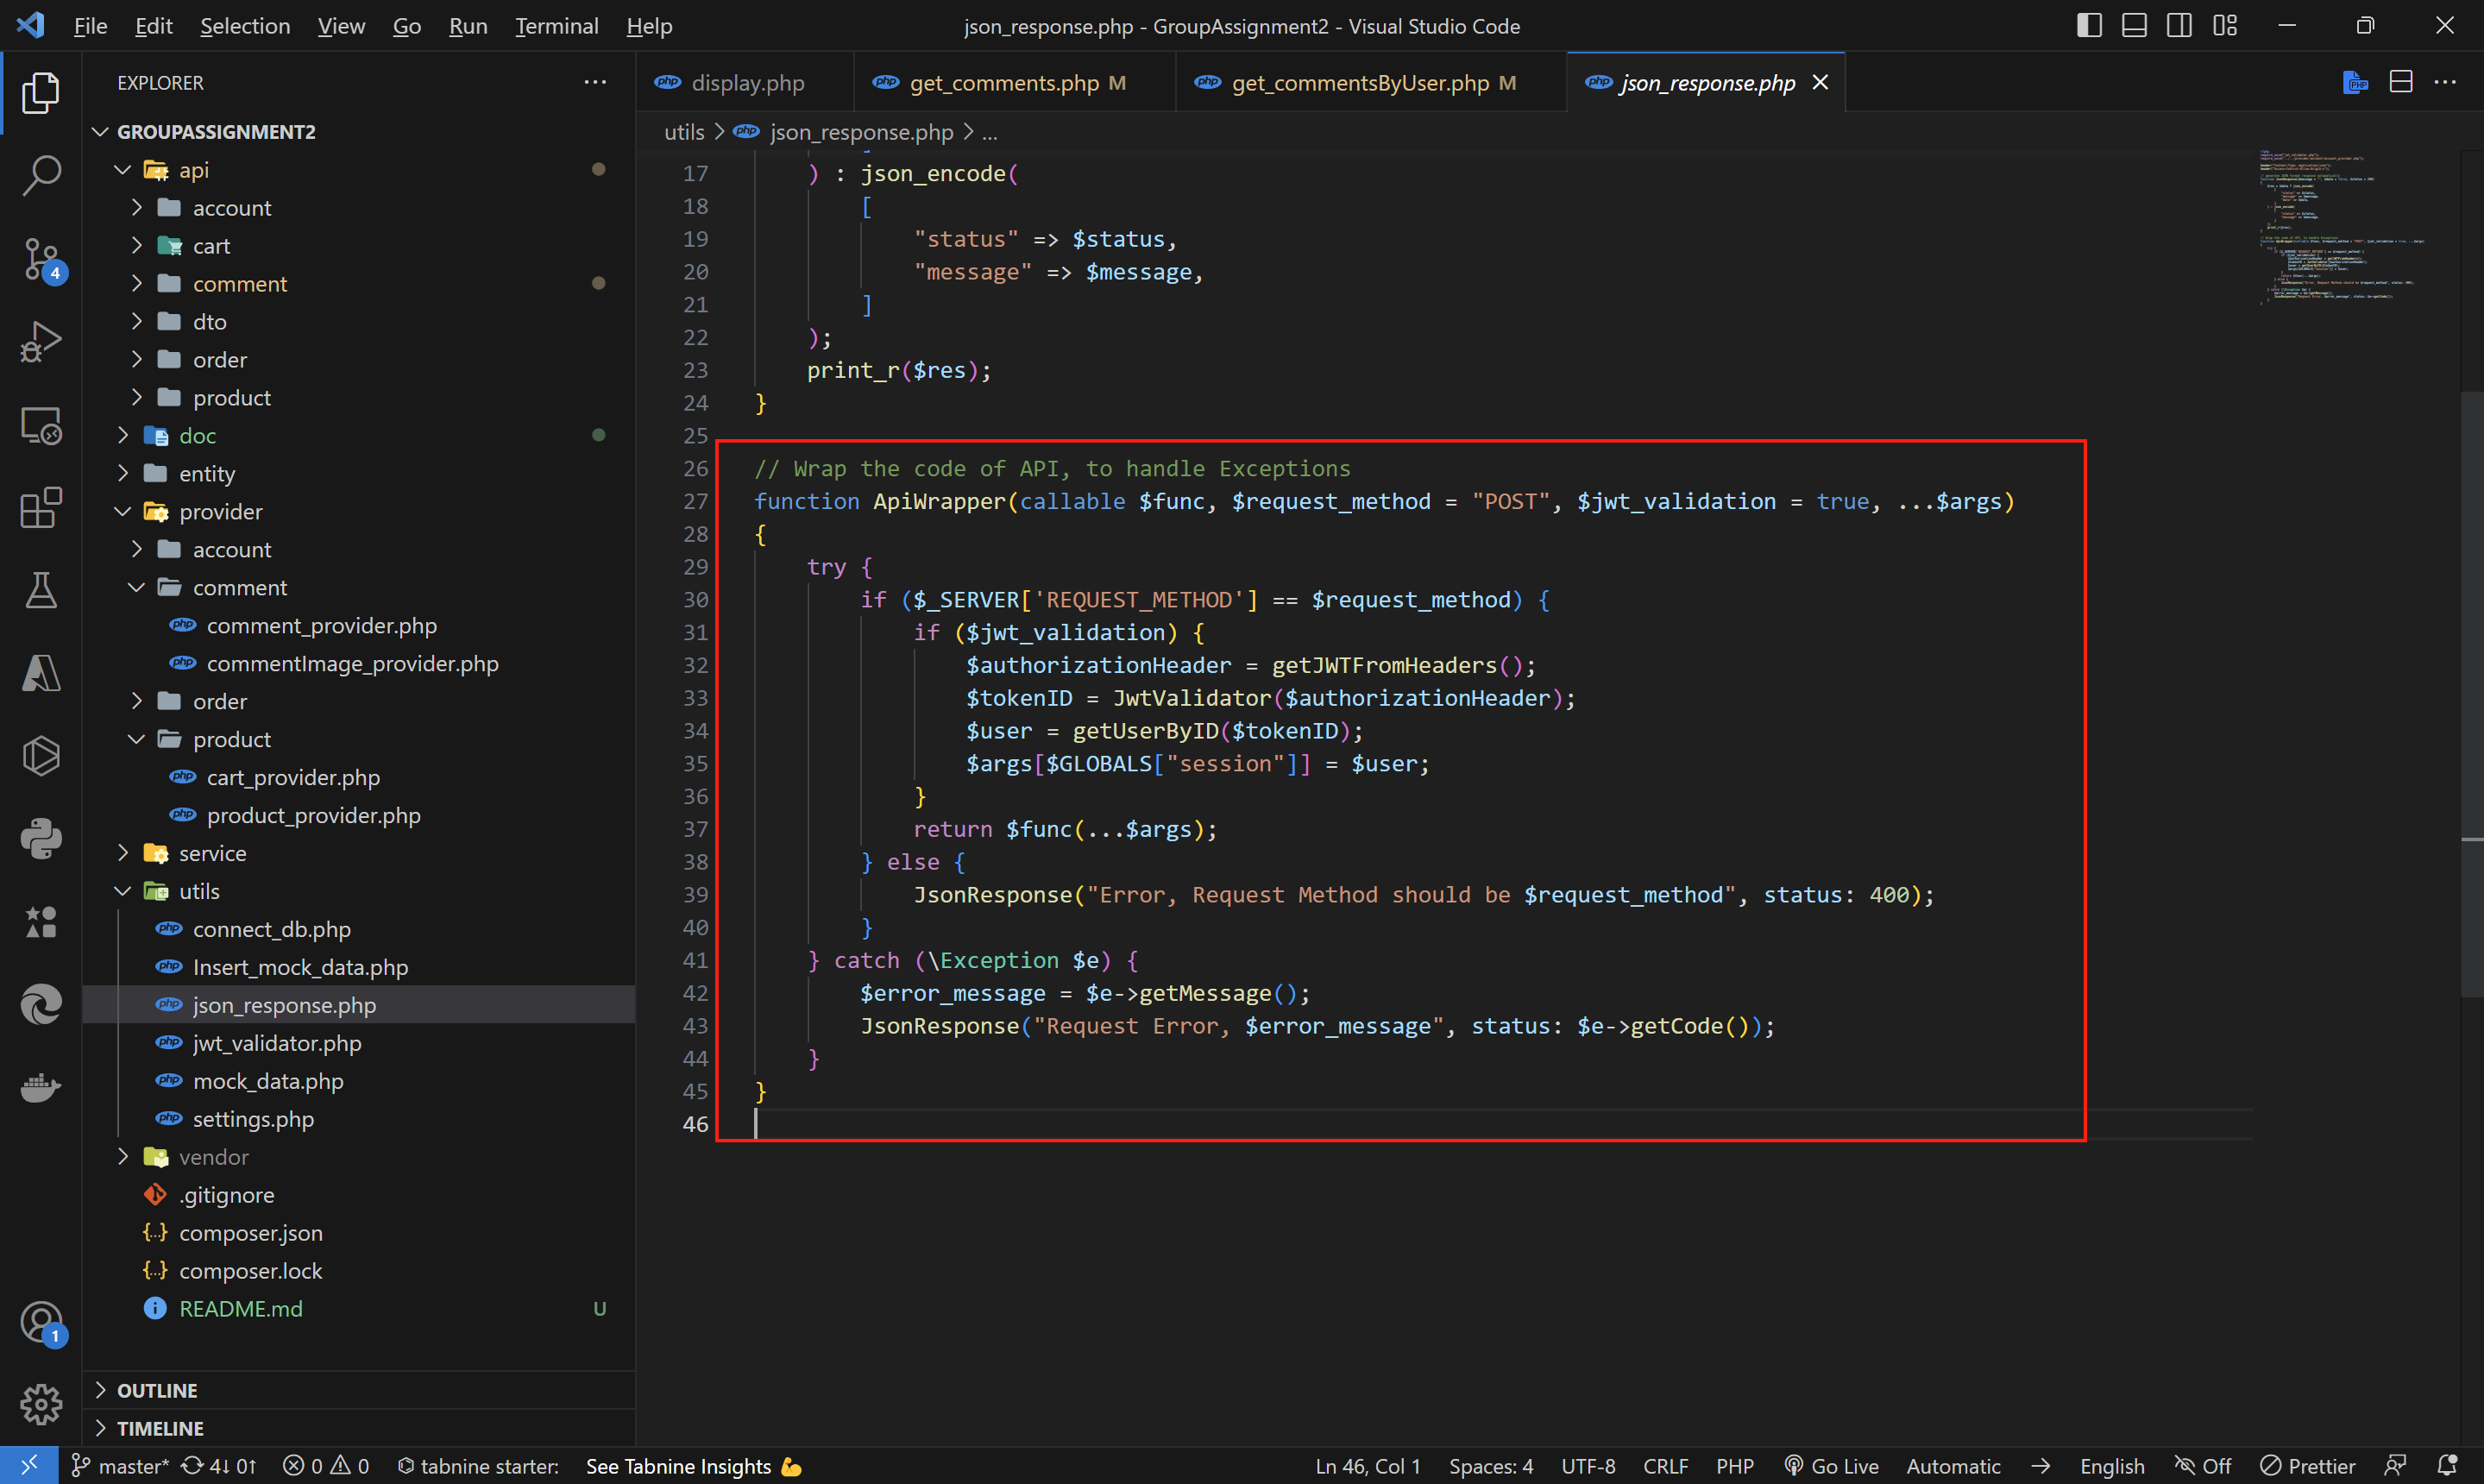 File Edit Selection View Go Run Terminal Help
json_response.php - GroupAssignment2 - Visual Studio Code
EXPLORER
GROUPASSIGNMENT2
api
account
cart
comment
dto
order
product
doc
entity
provider
account
comment
comment_provider.php
commentImage_provider.php
order
product
cart_provider.php
product_provider.php
service
utils
connect_db.php
Insert_mock_data.php
json_response.php
jwt_validator.php
mock_data.php
settings.php
vendor
.gitignore
composer.json
composer.lock
README.md U
OUTLINE
TIMELINE
4
1
display.php
get_comments.php M
get_commentsByUser.php M
json_response.php
utils > json_response.php > ...
17 ) : json_encode(
18 [
19 "status" => $status,
20 "message" => $message,
21 ]
22 );
23 print_r($res);
24 }
25
26 // Wrap the code of API, to handle Exceptions
27 function ApiWrapper(callable $func, $request_method = "POST", $jwt_validation = true, ...$args)
28 {
29 try {
30 if ($_SERVER['REQUEST_METHOD'] == $request_method) {
31 if ($jwt_validation) {
32 $authorizationHeader = getJWTFromHeaders();
33 $tokenID = JwtValidator($authorizationHeader);
34 $user = getUserByID($tokenID);
35 $args[$GLOBALS["session"]] = $user;
36 }
37 return $func(...$args);
38 } else {
39 JsonResponse("Error, Request Method should be $request_method", status: 400);
40 }
41 } catch (\Exception $e) {
42 $error_message = $e->getMessage();
43 JsonResponse("Request Error, $error_message", status: $e->getCode());
44 }
45 }
46
master* 4↓ 0↑ 0 0 tabnine starter: See Tabnine Insights 💪
Ln 46, Col 1 Spaces: 4 UTF-8 CRLF PHP Go Live Automatic → English Off Prettier